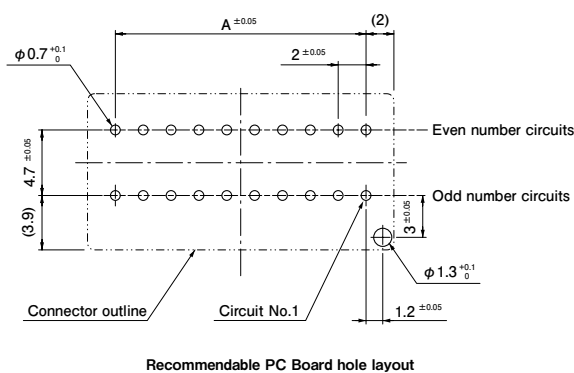 A ±0.05
(2)
φ0.7 +0.1 0
2 ±0.05
Even number circuits
4.7 ±0.05
Odd number circuits
(3.9)
3 ±0.05
φ1.3 +0.1 0
Connector outline
Circuit No.1
1.2 ±0.05
Recommendable PC Board hole layout